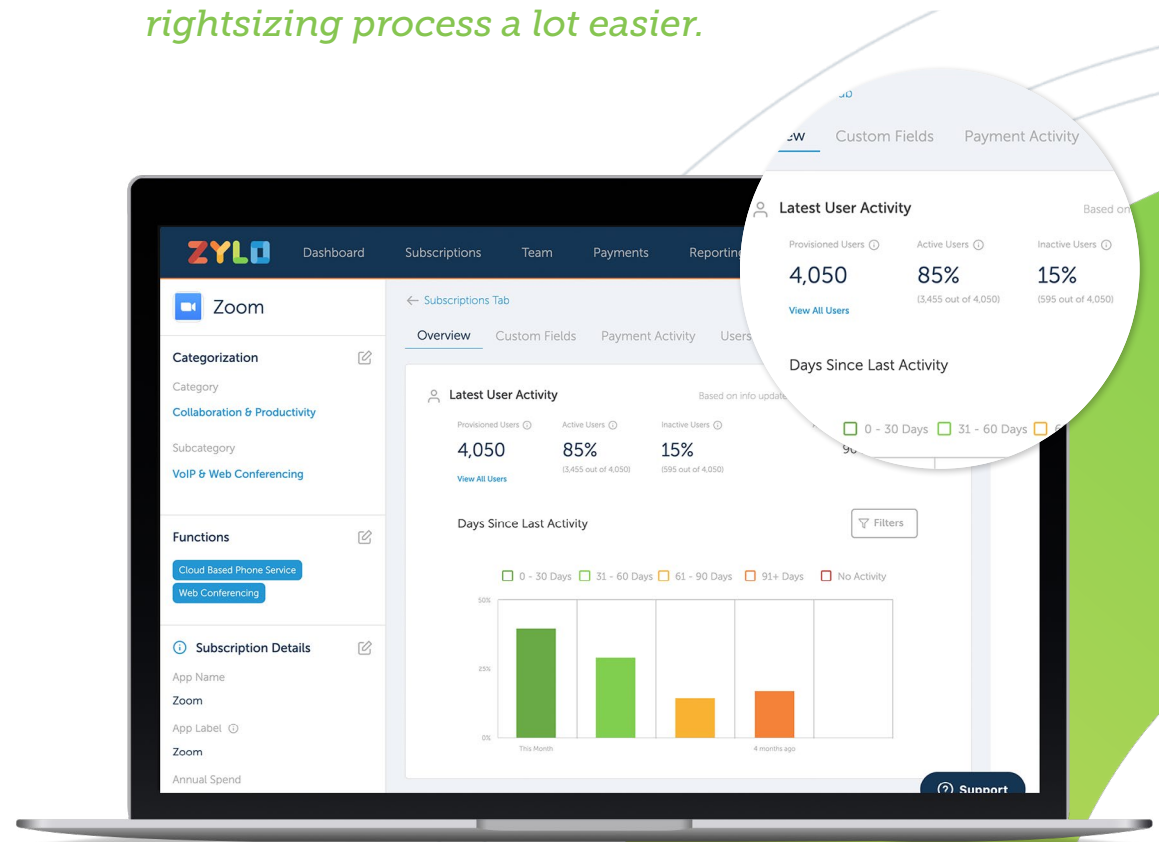 rightsizing process a lot easier.
ZYLO
Dashboard
Subscriptions
Team
Payments
Reporting
Zoom
Categorization
Category
Collaboration & Productivity
Subcategory
VoIP & Web Conferencing
Functions
Cloud Based Phone Service
Web Conferencing
Subscription Details
App Name
Zoom
App Label
Zoom
Annual Spend
← Subscriptions Tab
Overview
Custom Fields
Payment Activity
Users
Latest User Activity
Based on info
Provisioned Users
Active Users
Inactive Users
4,050
85%
15%
(3,455 out of 4,050)
(595 out of 4,050)
View All Users
Days Since Last Activity
Filters
0 - 30 Days
31 - 60 Days
61 - 90 Days
91+ Days
No Activity
50%
25%
0%
This Month
4 months ago
Support
Custom Fields
Payment Activity
Latest User Activity
Based on
Provisioned Users
Active Users
Inactive Users
4,050
85%
15%
(3,455 out of 4,050)
(595 out of 4,050)
View All Users
Days Since Last Activity
0 - 30 Days
31 - 60 Days